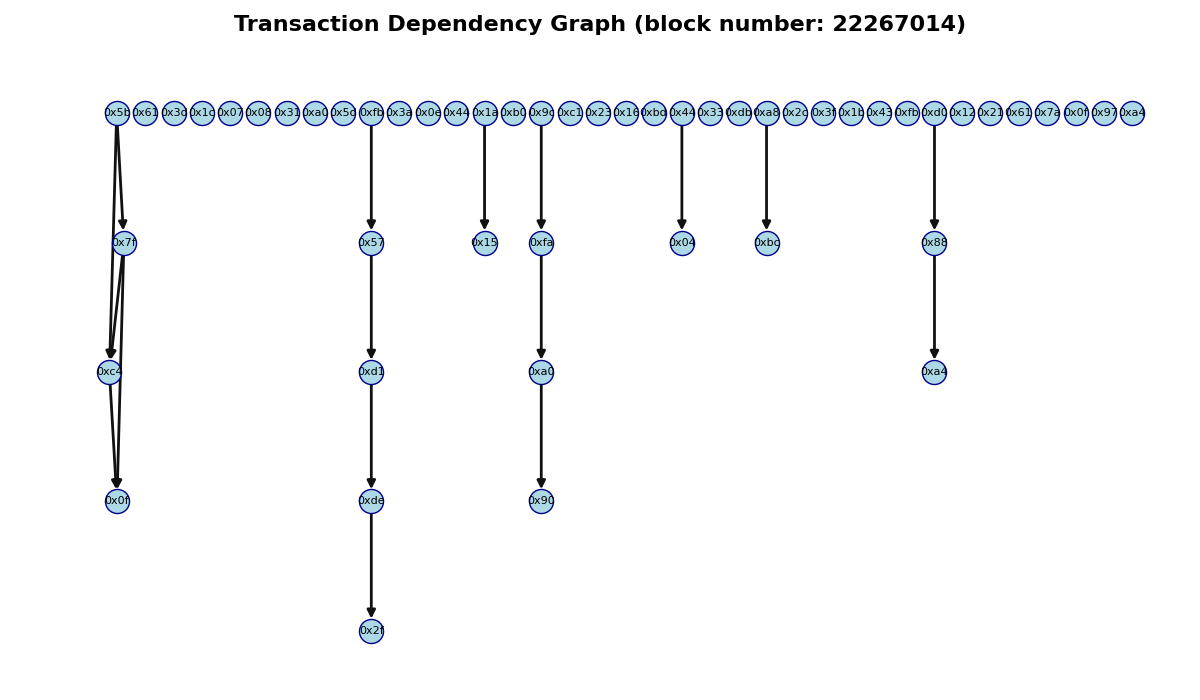 Transaction Dependency Graph (block number: 22267014)
0x5b 0x61 0x3d 0x1c 0x07 0x08 0x31 0xa0 0x5c 0xfb 0x3a 0x0e 0x44 0x1a 0xb0 0x9c 0xc1 0x23 0x16 0xbd 0x44 0x33 0xdb 0xa8 0x2c 0x3f 0x1b 0x43 0xfb 0xd0 0x12 0x21 0x61 0x7a 0x0f 0x97 0xa4
0x7f 0x57 0x15 0xfa 0x04 0xbc 0x88
0xc4 0xd1 0xa0 0xa4
0x0f 0xde 0x90
0x2f